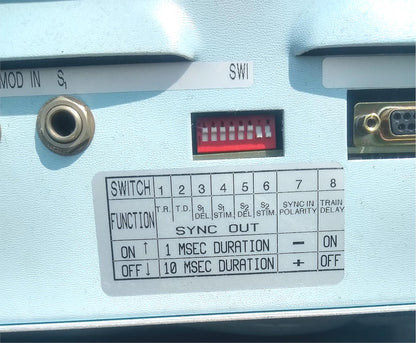 MOD IN S1 SW1
SWITCH 1 2 3 4 5 6 7 8
FUNCTION T.R. T.D. S1 DEL. S1 STIM. S2 DEL. S2 STIM. SYNC IN POLARITY TRAIN DELAY
SYNC OUT
ON ↑ 1 MSEC DURATION − ON
OFF ↓ 10 MSEC DURATION + OFF